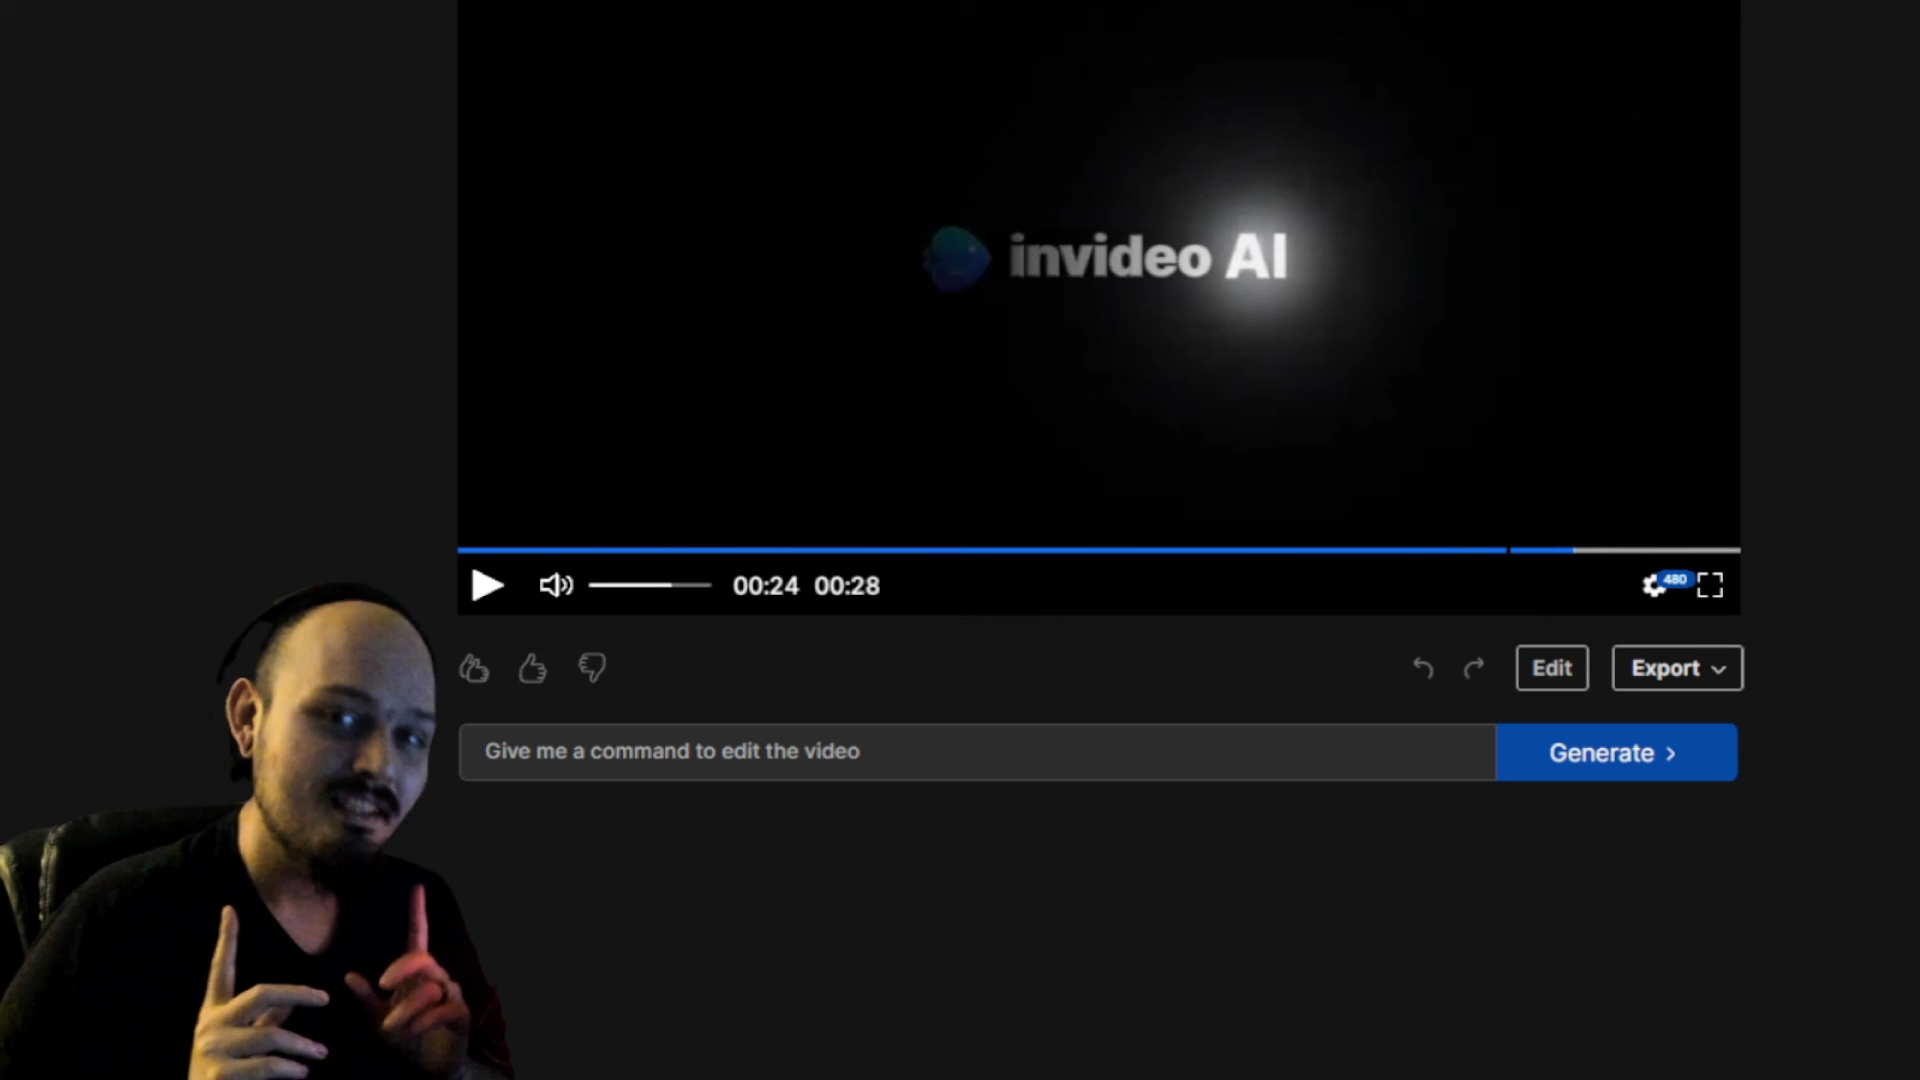 invideo AI
00:24 00:28
480
Edit
Export
Give me a command to edit the video
Generate